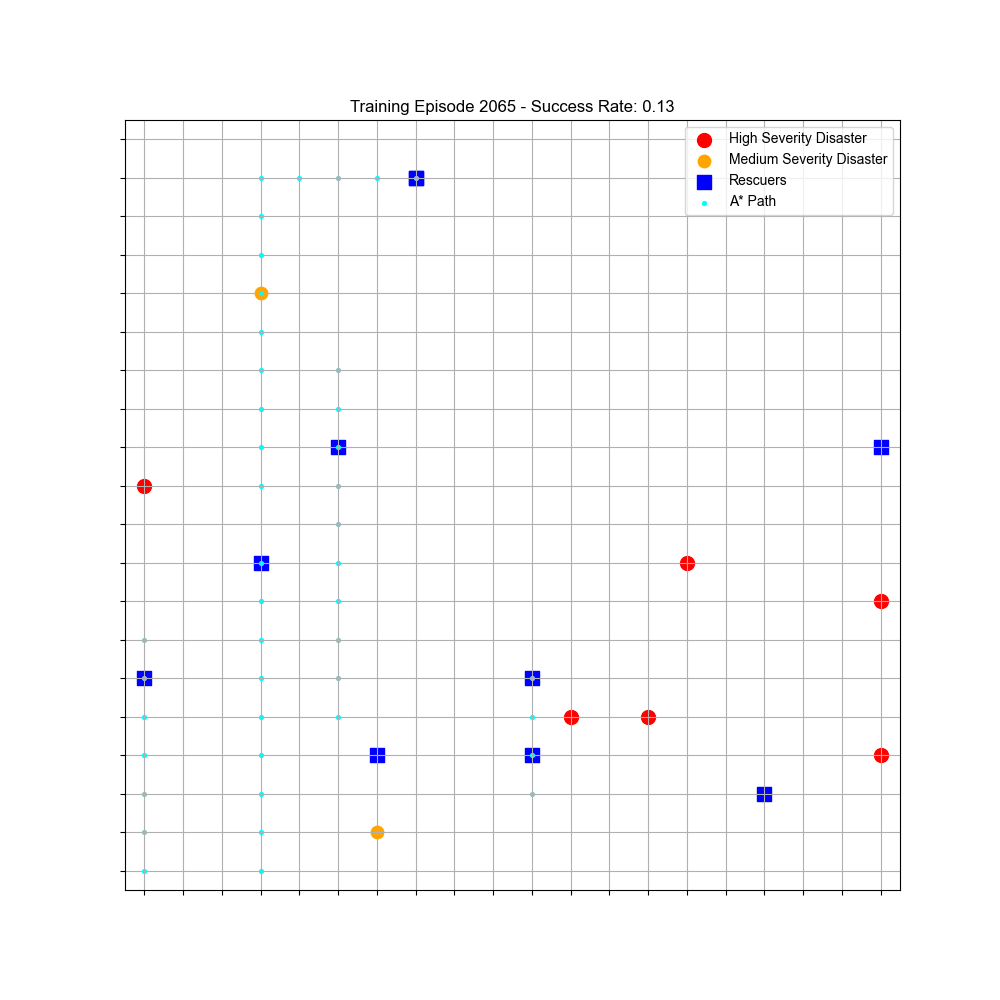 Training Episode 2065 - Success Rate: 0.13
High Severity Disaster
Medium Severity Disaster
Rescuers
A* Path